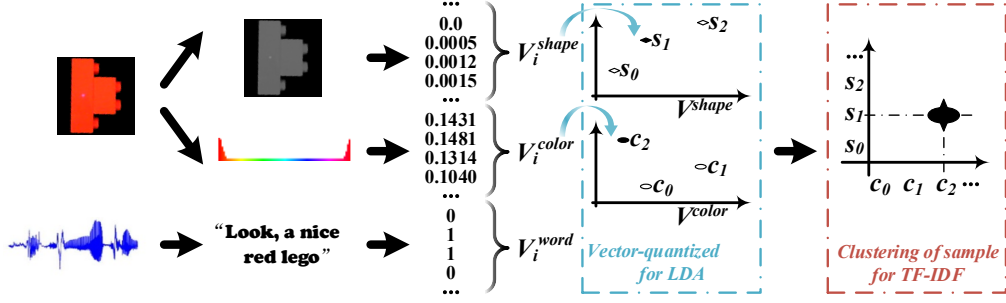 ...
0.0
0.0005
0.0012
0.0015
...
0.1431
0.1481
0.1314
0.1040
...
0
1
1
0
...
“Look, a nice
red lego”
V_i^shape
V_i^color
V_i^word
s_2
s_1
s_0
V^shape
c_2
c_1
c_0
V^color
Vector-quantized
for LDA
...
s_2
s_1
s_0
c_0 c_1 c_2 ...
Clustering of sample
for TF-IDF